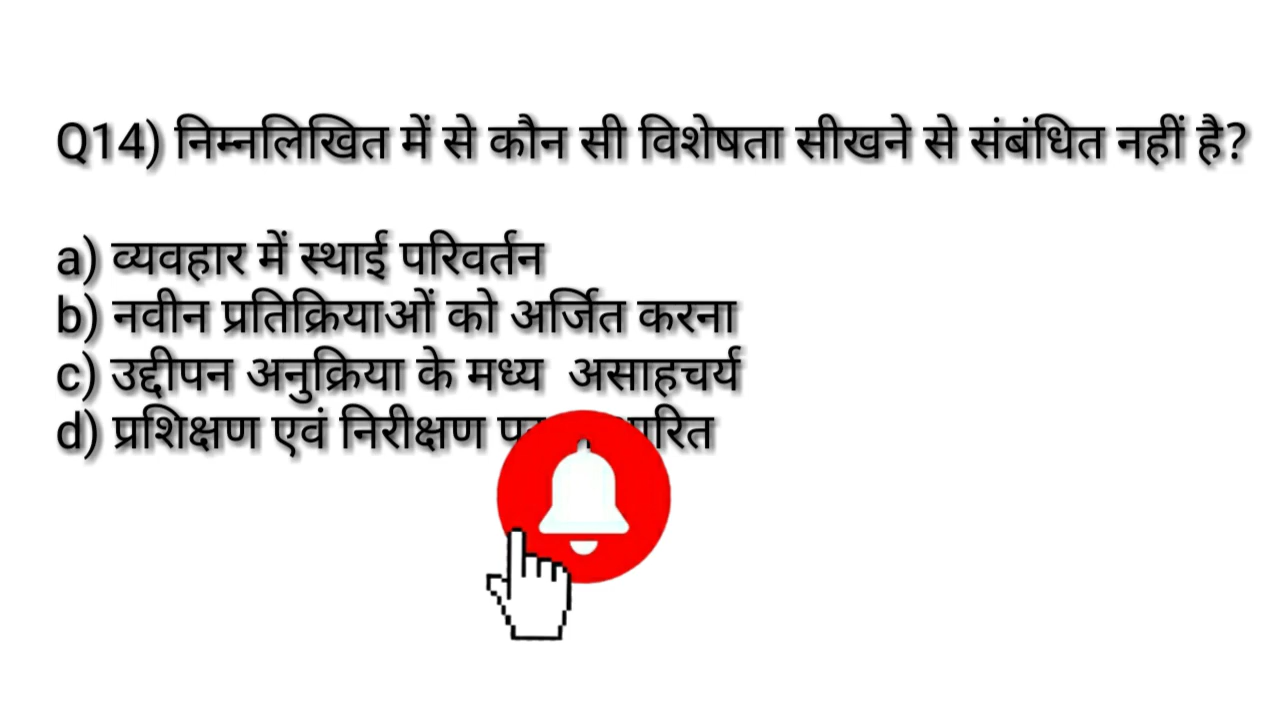 Q14) निम्नलिखित में से कौन सी विशेषता सीखने से संबंधित नहीं है?
a) व्यवहार में स्थाई परिवर्तन
b) नवीन प्रतिक्रियाओं को अर्जित करना
c) उद्दीपन अनुक्रिया के मध्य असाहचर्य
d) प्रशिक्षण एवं निरीक्षण